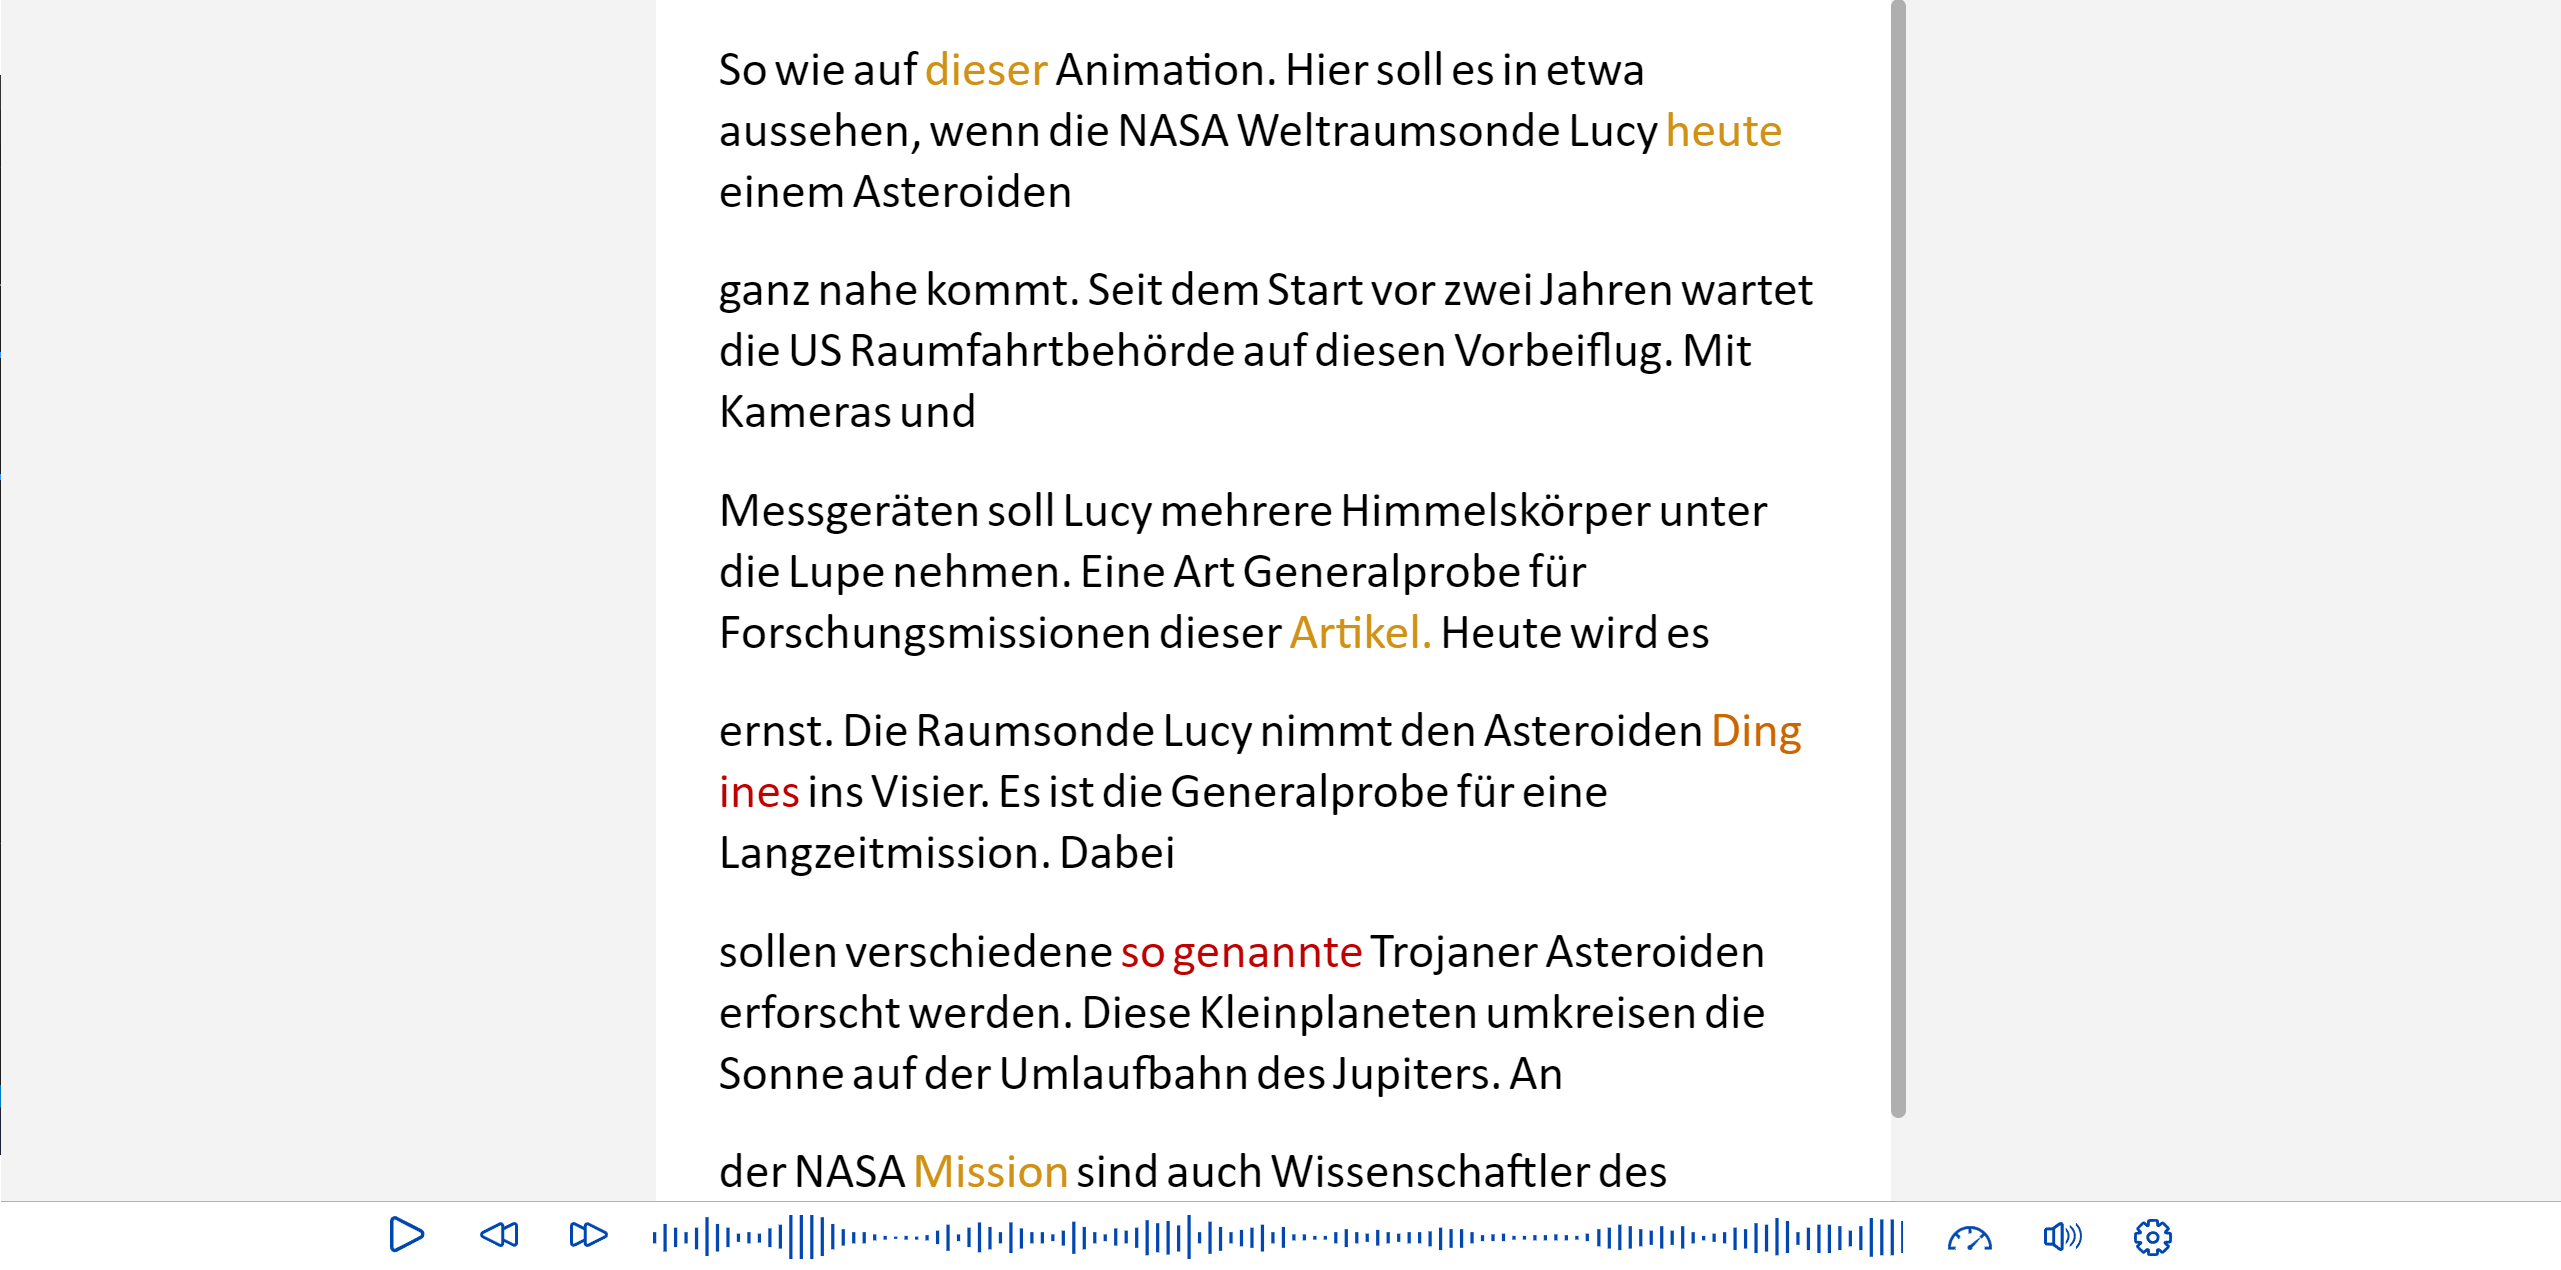 So wie auf dieser Animation. Hier soll es in etwa
aussehen, wenn die NASA Weltraumsonde Lucy heute
einem Asteroiden
ganz nahe kommt. Seit dem Start vor zwei Jahren wartet
die US Raumfahrtbehörde auf diesen Vorbeiflug. Mit
Kameras und
Messgeräten soll Lucy mehrere Himmelskörper unter
die Lupe nehmen. Eine Art Generalprobe für
Forschungsmissionen dieser Artikel. Heute wird es
ernst. Die Raumsonde Lucy nimmt den Asteroiden Ding
ines ins Visier. Es ist die Generalprobe für eine
Langzeitmission. Dabei
sollen verschiedene so genannte Trojaner Asteroiden
erforscht werden. Diese Kleinplaneten umkreisen die
Sonne auf der Umlaufbahn des Jupiters. An
der NASA Mission sind auch Wissenschaftler des